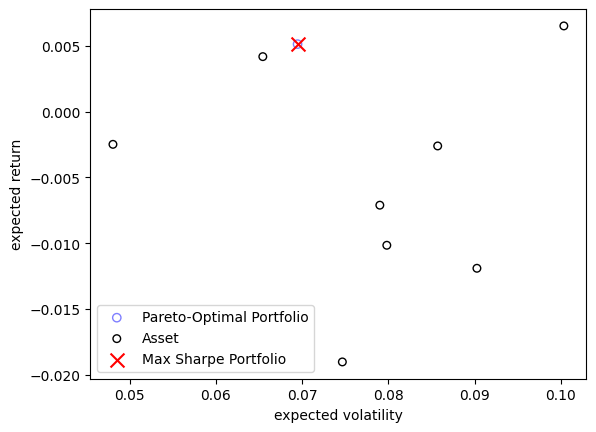 0.005
0.000
−0.005
−0.010
−0.015
−0.020
expected return
Pareto-Optimal Portfolio
Asset
Max Sharpe Portfolio
0.05 0.06 0.07 0.08 0.09 0.10
expected volatility